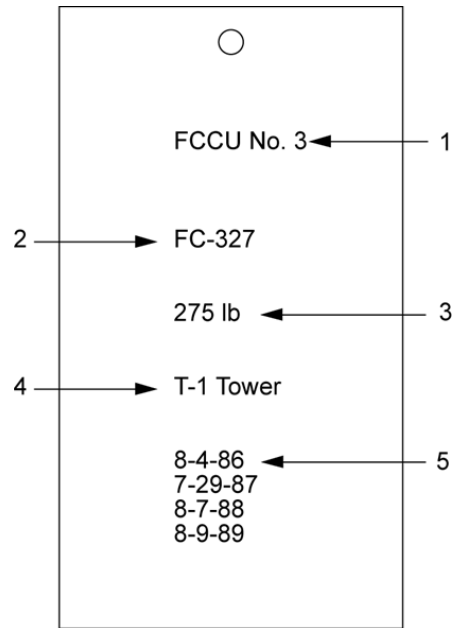 FCCU No. 3 1
2 FC-327
275 lb 3
4 T-1 Tower
8-4-86 5
7-29-87
8-7-88
8-9-89